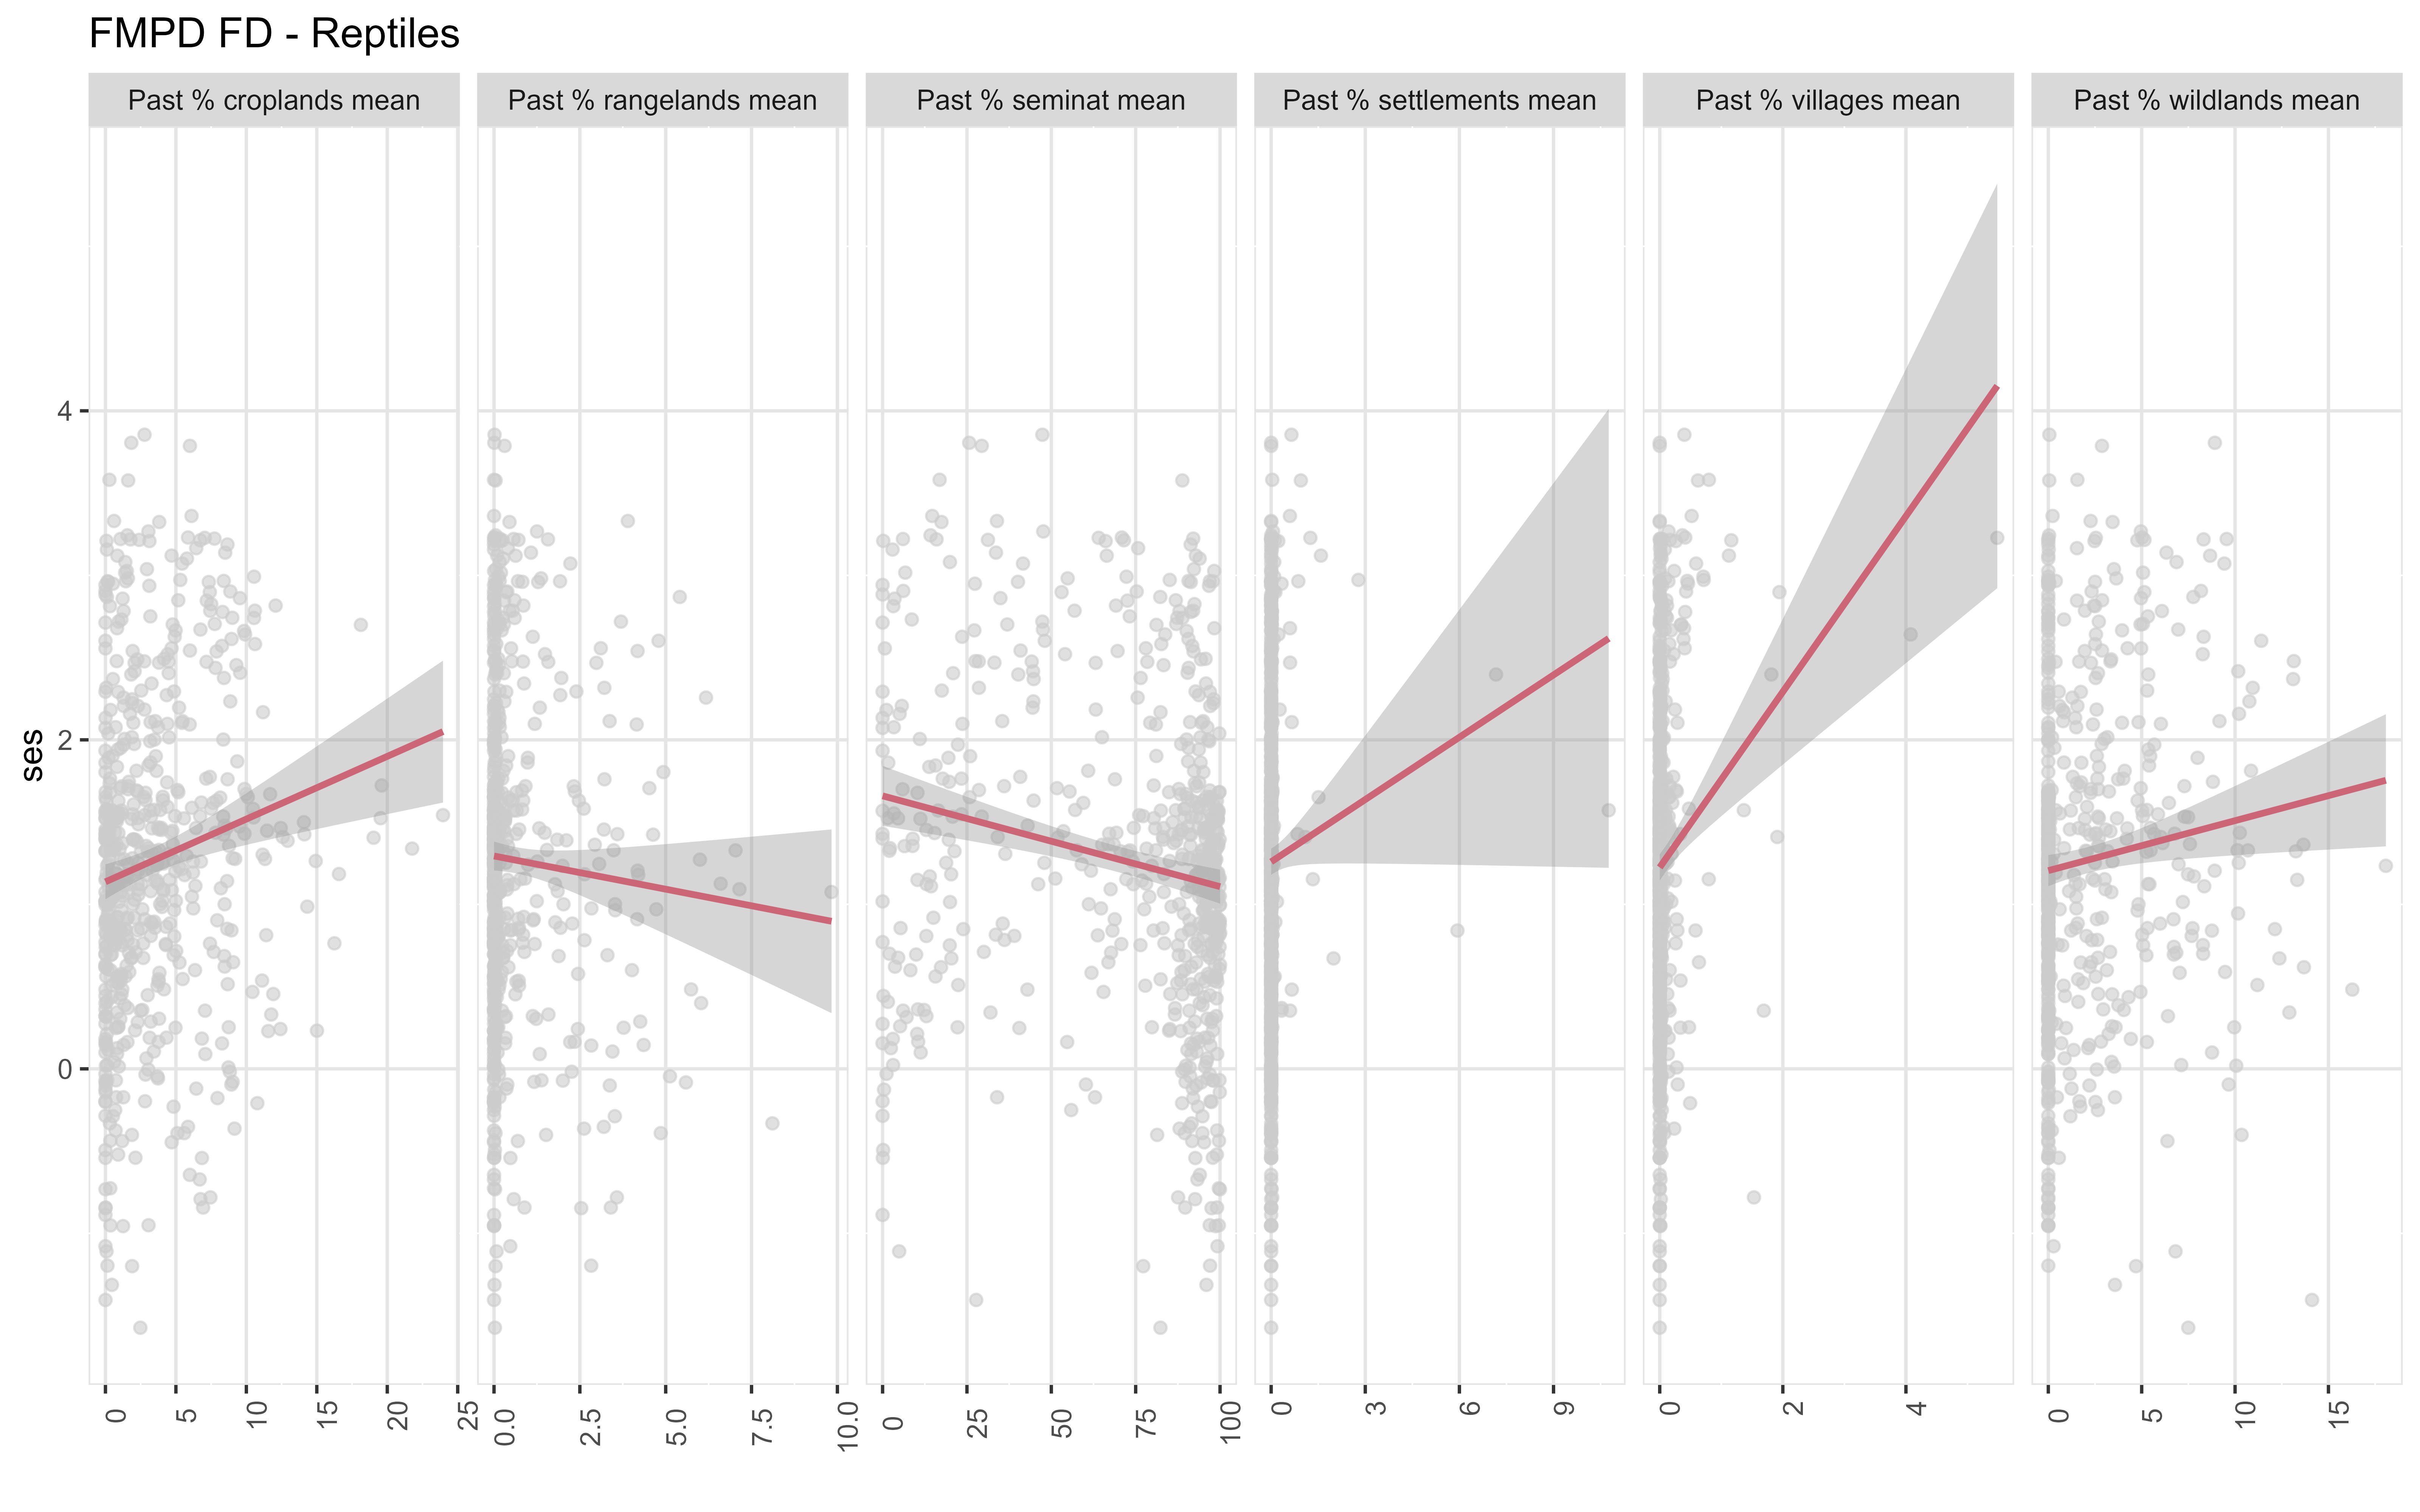 FMPD FD - Reptiles
Past % croplands mean
Past % rangelands mean
Past % seminat mean
Past % settlements mean
Past % villages mean
Past % wildlands mean
ses
4
2
0
0 5 10 15 20 25
0.0 2.5 5.0 7.5 10.0
0 25 50 75 100
0 3 6 9
0 2 4
0 5 10 15